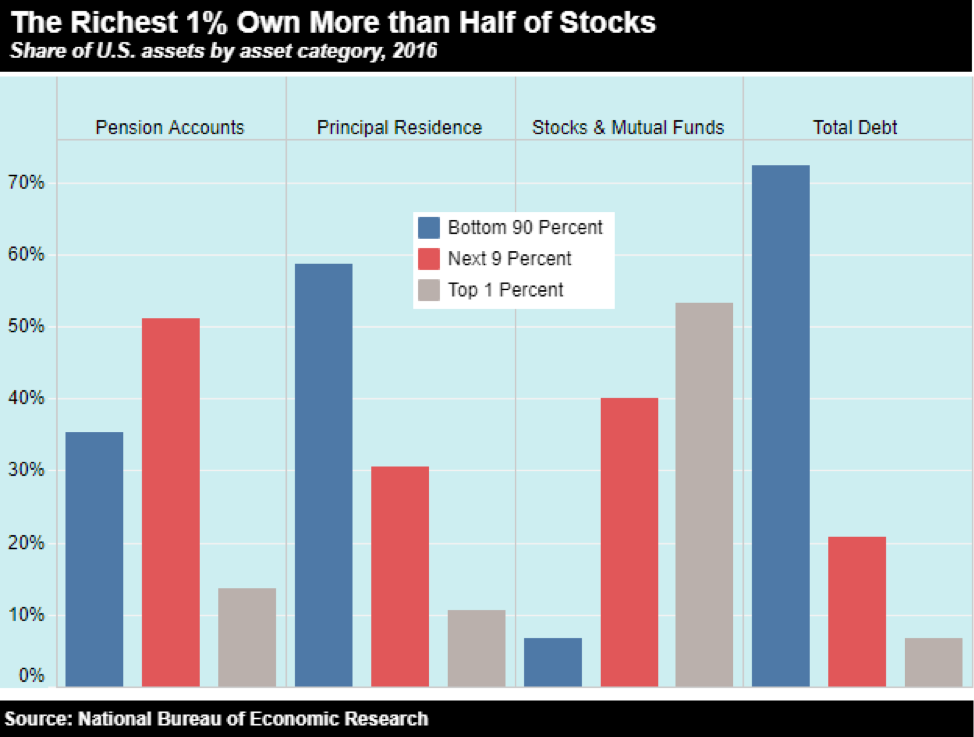 The Richest 1% Own More than Half of Stocks
Share of U.S. assets by asset category, 2016
Pension Accounts
Principal Residence
Stocks & Mutual Funds
Total Debt
70%
60%
50%
40%
30%
20%
10%
0%
Bottom 90 Percent
Next 9 Percent
Top 1 Percent
Source: National Bureau of Economic Research